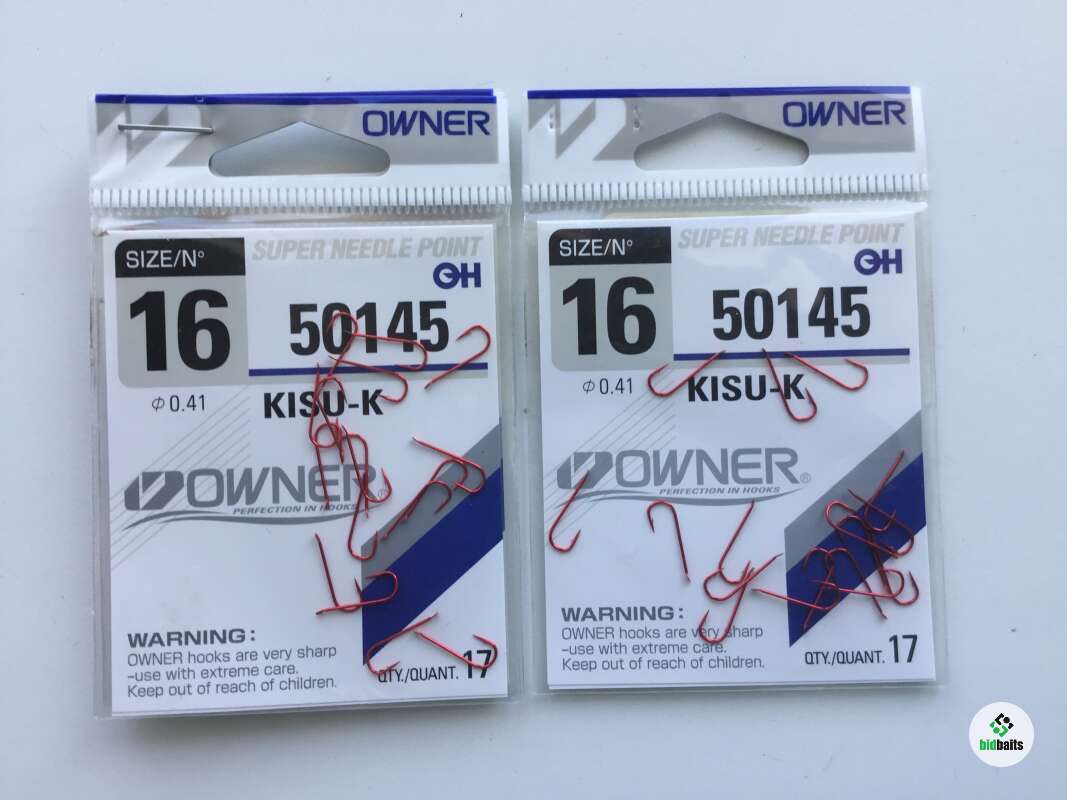 OWNER
SIZE/N°
16
SUPER NEEDLE POINT
OH
50145
Φ 0.41
KISU-K
OWNER®
PERFECTION IN HOOKS
WARNING:
OWNER hooks are very sharp
-use with extreme care.
Keep out of reach of children.
QTY./QUANT. 17
OWNER
SIZE/N°
16
SUPER NEEDLE POINT
OH
50145
Φ 0.41
KISU-K
OWNER®
PERFECTION IN HOOKS
WARNING:
OWNER hooks are very sharp
-use with extreme care.
Keep out of reach of children.
QTY./QUANT. 17
bidbaits